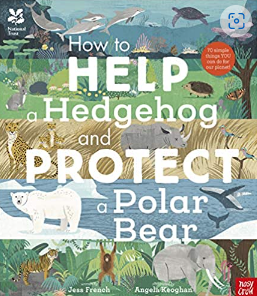 National
Trust
70 simple
things YOU
can do for
our planet!
How to
HELP
a Hedgehog
and
PROTECT
a Polar
Bear
Jess French
Angela Keoghan
nosy
crow